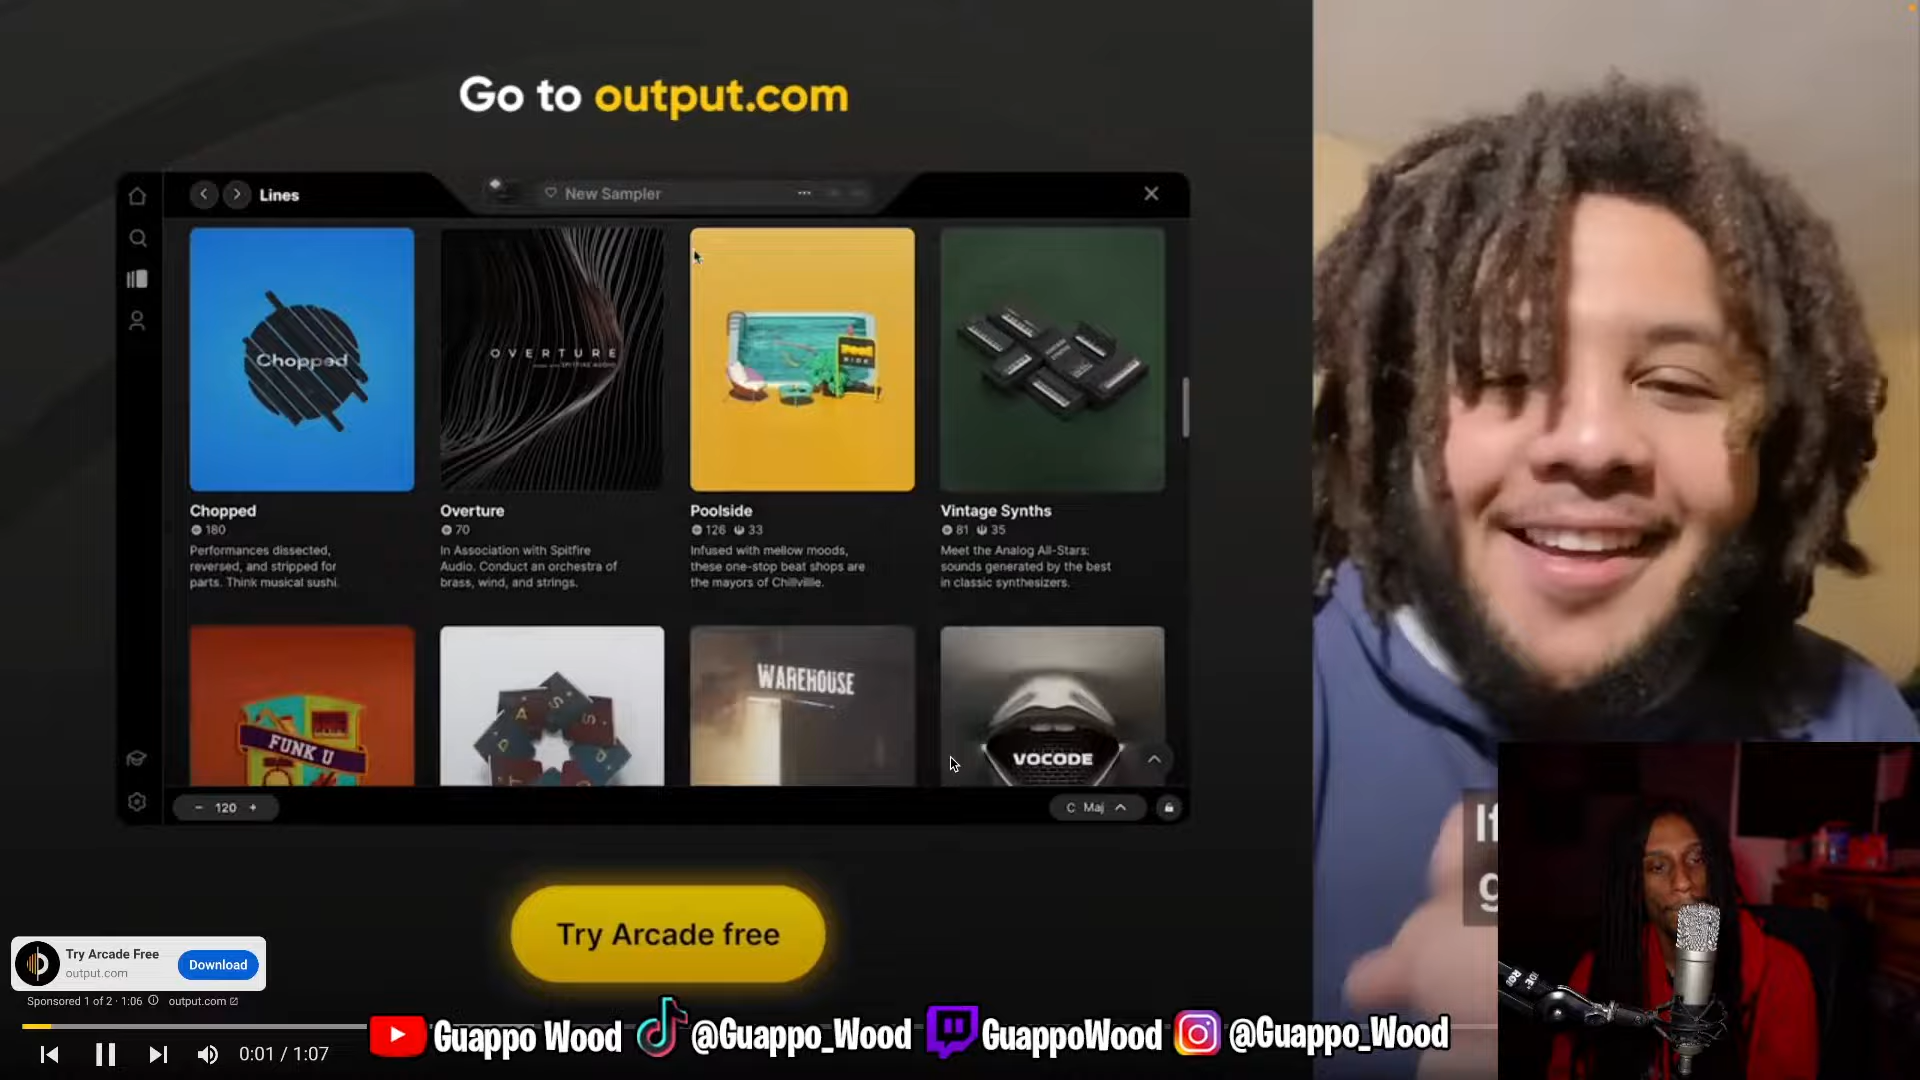 Go to output.com
Lines
New Sampler
Chopped
OVERTURE
Chopped
180
Performances dissected,
reversed, and stripped for
parts. Think musical sushi.
Overture
70
In Association with Spitfire
Audio. Conduct an orchestra of
brass, wind, and strings.
Poolside
126 33
Infused with mellow moods,
these one-stop beat shops are
the mayors of Chillville.
Vintage Synths
81 35
Meet the Analog All-Stars:
sounds generated by the best
in classic synthesizers.
FUNK U
WAREHOUSE
VOCODE
- 120 +
C Maj
Try Arcade free
If
g
Try Arcade Free
output.com
Download
Sponsored 1 of 2 · 1:06
output.com
0:01 / 1:07
Guappo Wood
@Guappo_Wood
GuappoWood
@Guappo_Wood